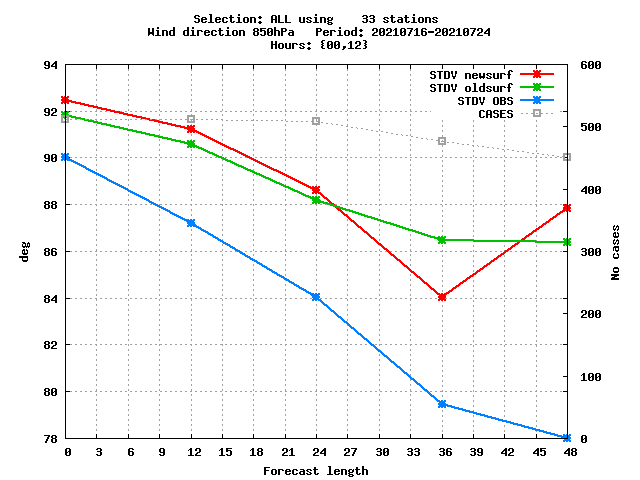 Selection: ALL using    33 stations
Wind direction 850hPa   Period: 20210716-20210724
Hours: {00,12}
94 600
STDV newsurf
STDV oldsurf
STDV OBS
CASES
92 500
90
400
88
86 300
84
200
82
100
80
78 0
deg
No cases
0 3 6 9 12 15 18 21 24 27 30 33 36 39 42 45 48
Forecast length